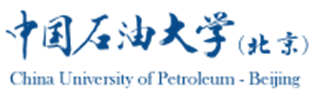 中国石油大学(北京)
China University of Petroleum - Beijing